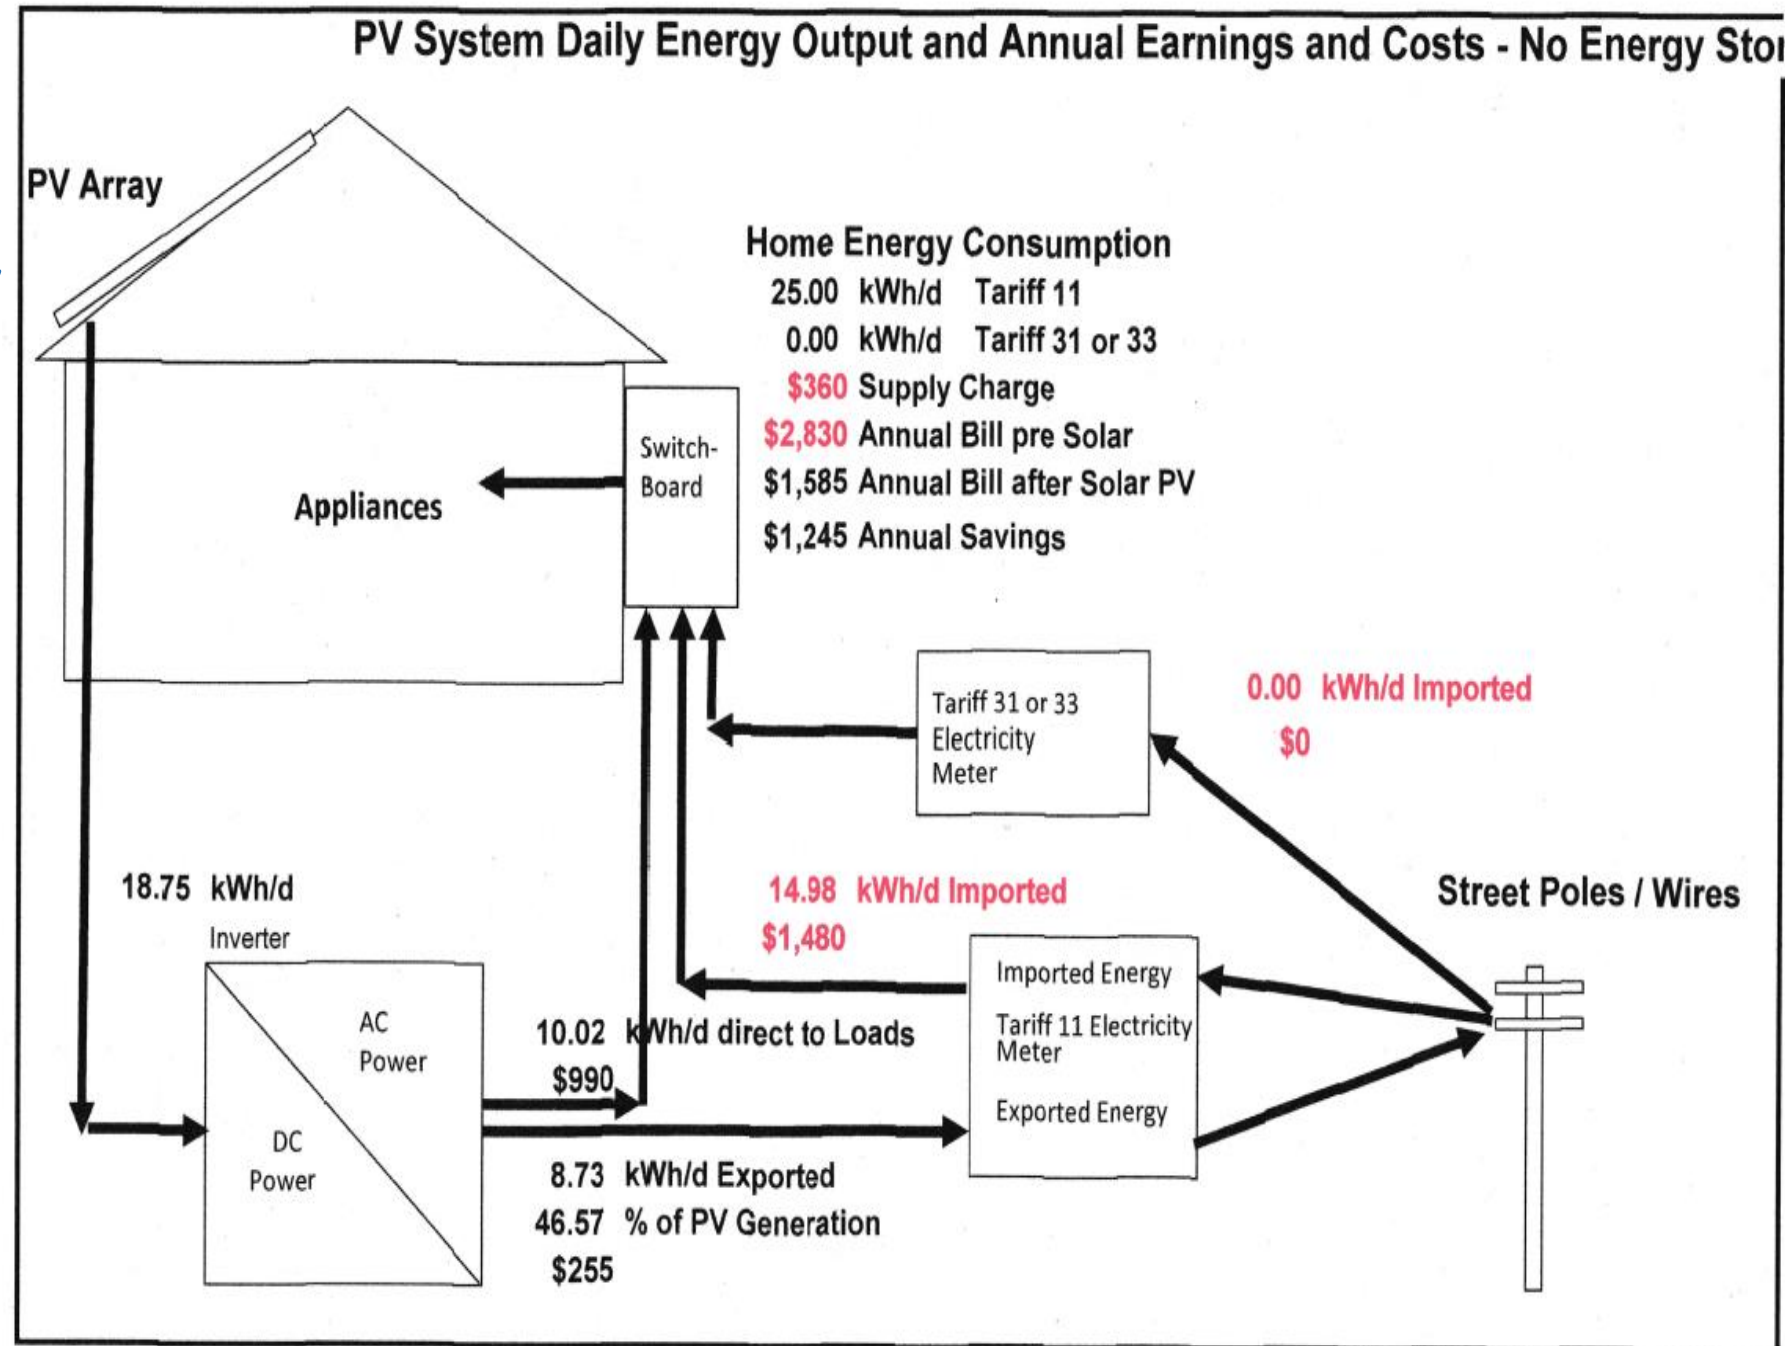 PV System Daily Energy Output and Annual Earnings and Costs - No Energy
PV Array
Home Energy Consumption
25.00 kWh/d Tariff 11
0.00 kWh/d Tariff 31 or 33
$360 Supply Charge
$2,830 Annual Bill pre Solar
$1,585 Annual Bill after Solar PV
$1,245 Annual Savings
Switch-
Board
Appliances
Tariff 31 or 33
Electricity
Meter
0.00 kWh/d Imported
$0
18.75 kWh/d
Inverter
14.98 kWh/d Imported
$1,480
Street Poles / Wires
AC
Power
DC
Power
10.02 kWh/d direct to Loads
$990
Imported Energy
Tariff 11 Electricity
Meter
Exported Energy
8.73 kWh/d Exported
46.57 % of PV Generation
$255